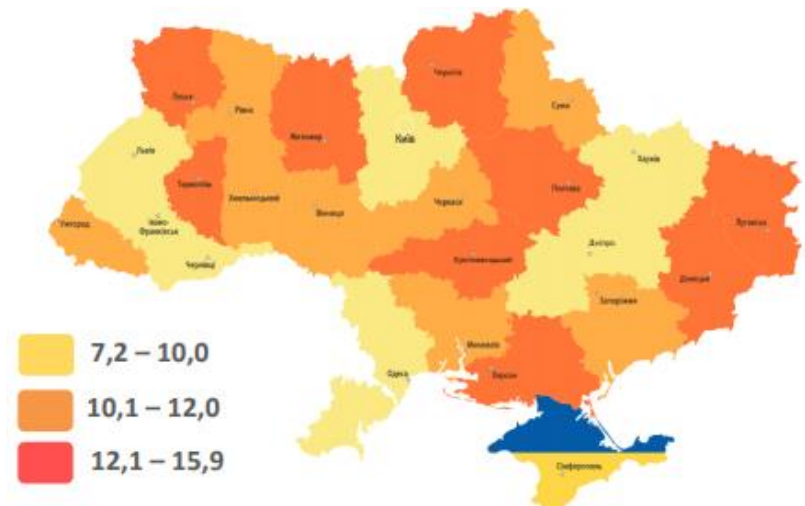 Чернігів
Луцьк
Рівне
Суми
Житомир
Київ
Львів
Харків
Тернопіль
Полтава
Хмельницький
Вінниця
Черкаси
Ужгород
Івано-
Франківськ
Луганськ
Дніпро
Кропивницький
Чернівці
Донецьк
Запоріжжя
Миколаїв
7,2 – 10,0
Одеса
Херсон
10,1 – 12,0
12,1 – 15,9
Сімферополь